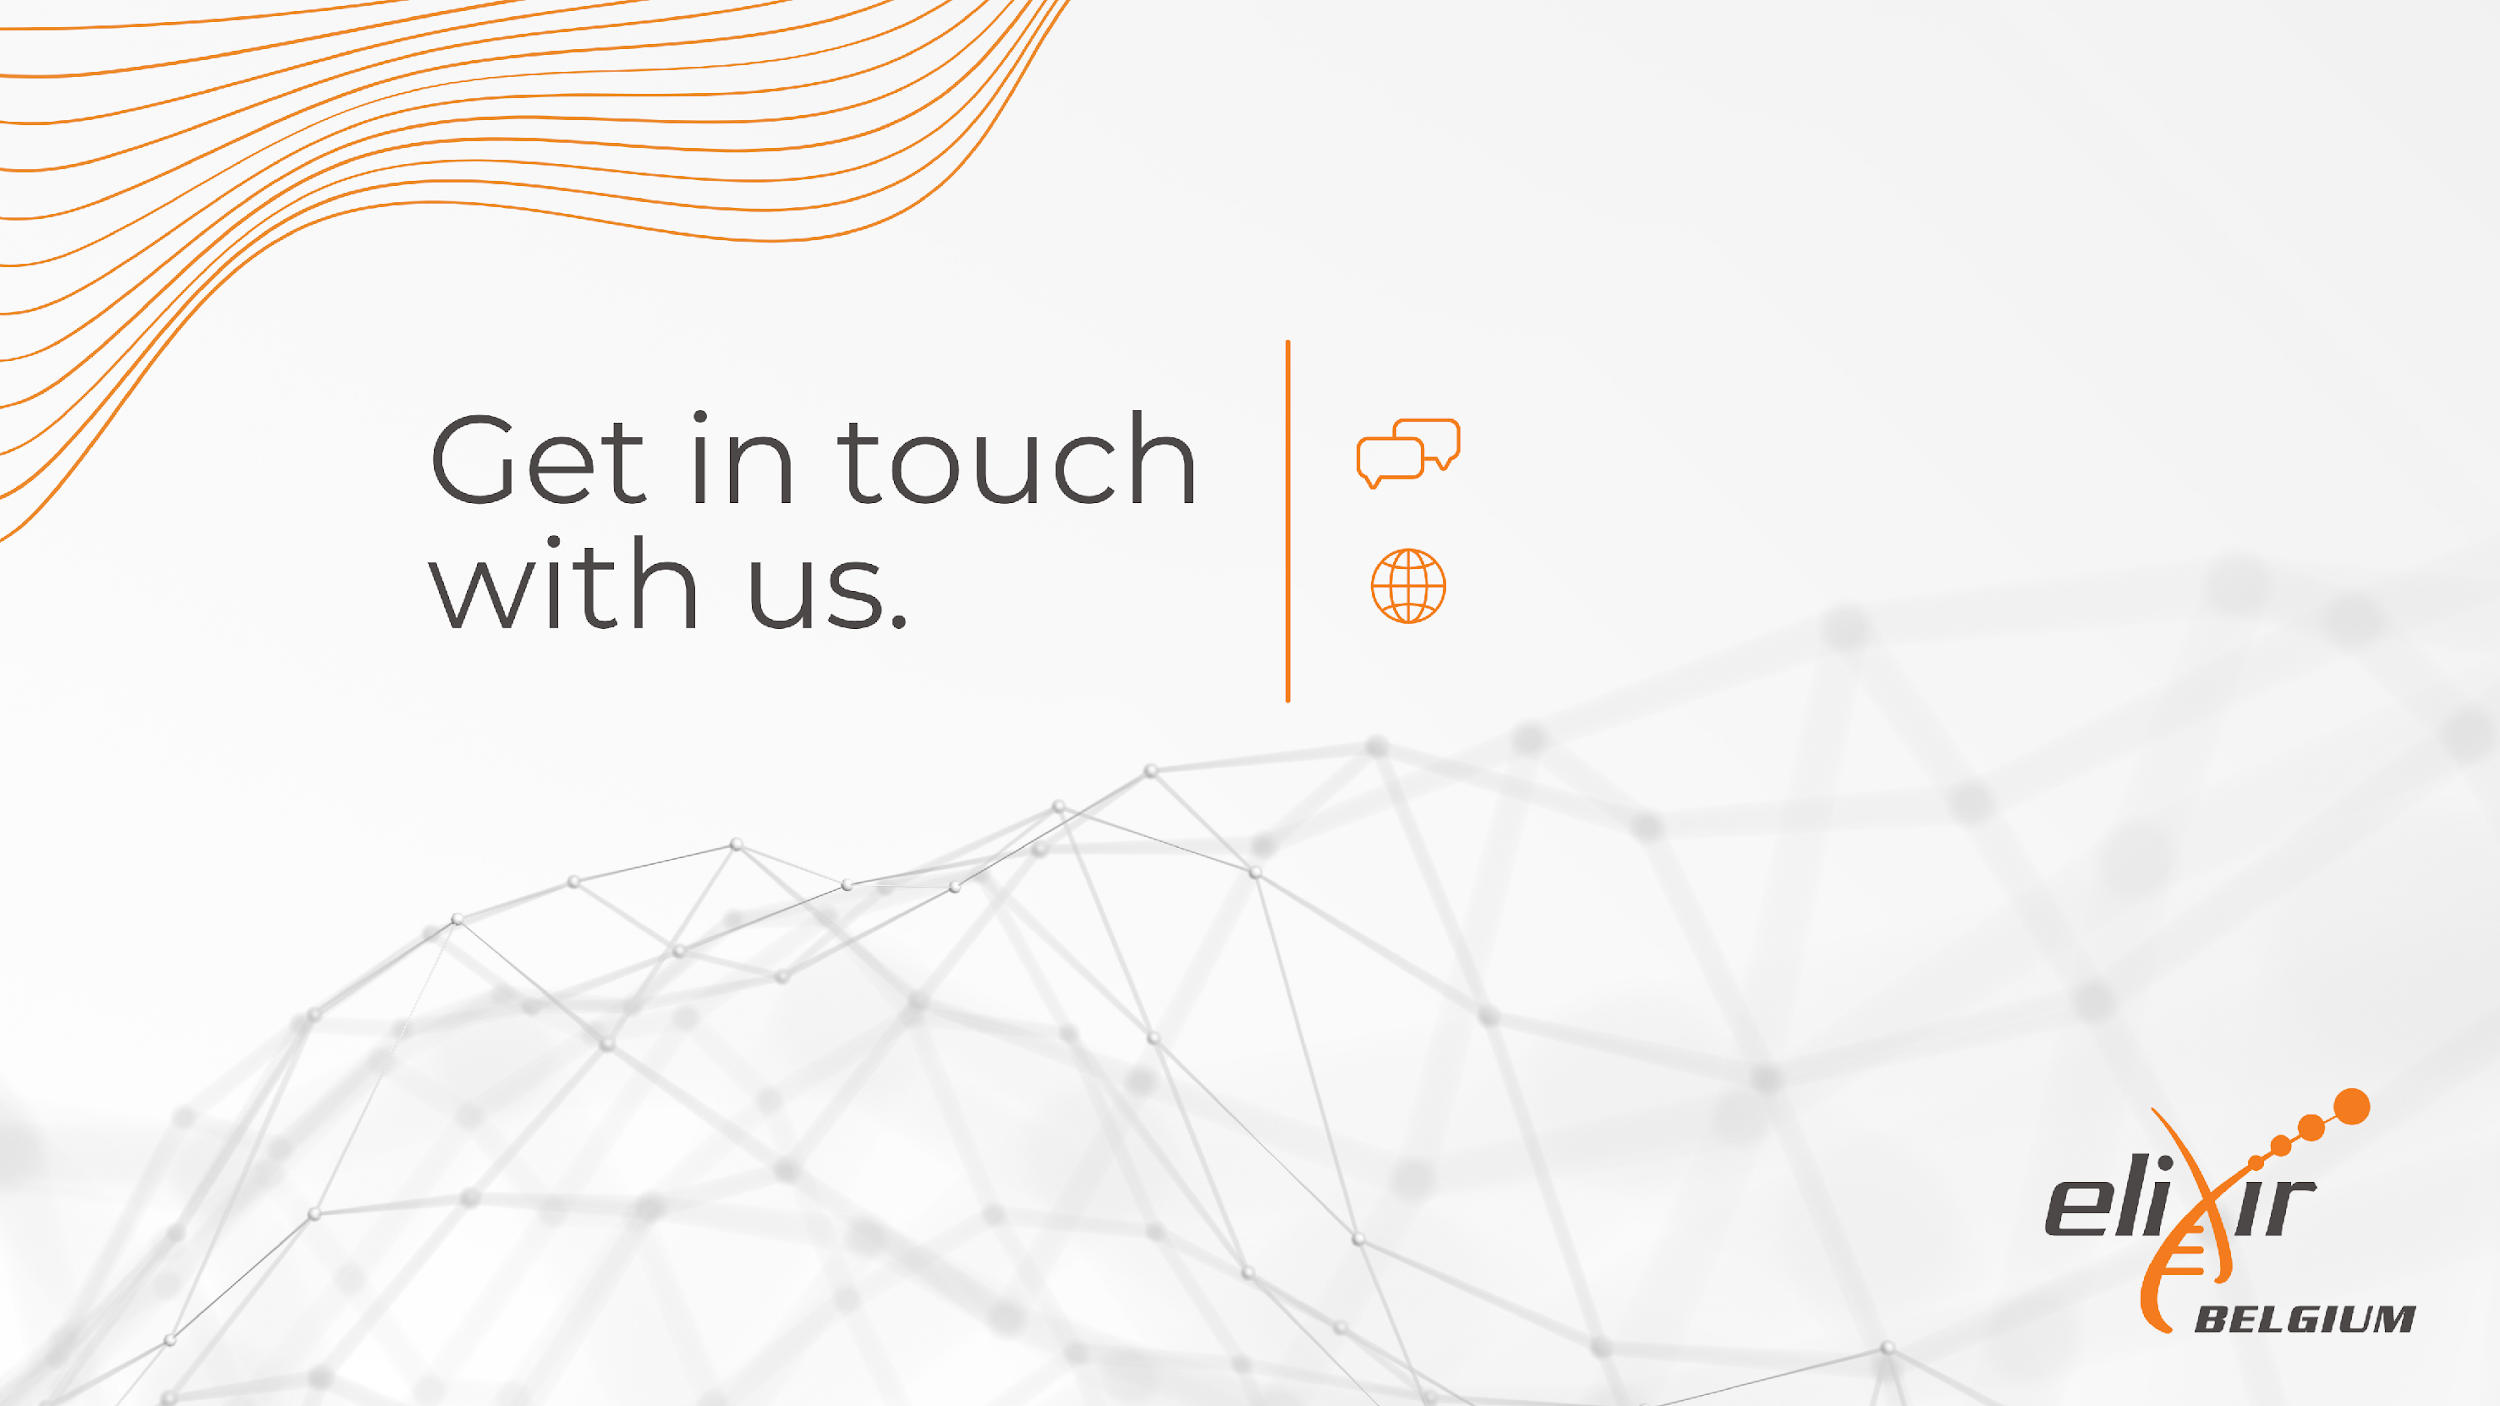 Get in touch
with us.
elixir
BELGIUM